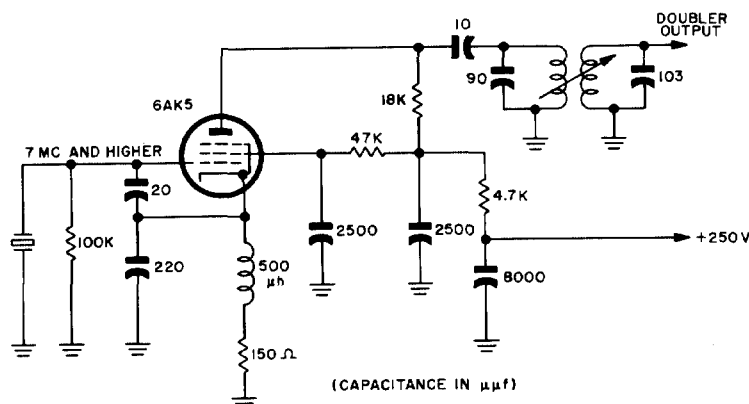 DOUBLER
OUTPUT
10
90
103
6AK5
18K
47K
7 MC AND HIGHER
20
4.7K
+250V
100K
220
500
μh
2500
2500
8000
150 Ω
(CAPACITANCE IN μμf)